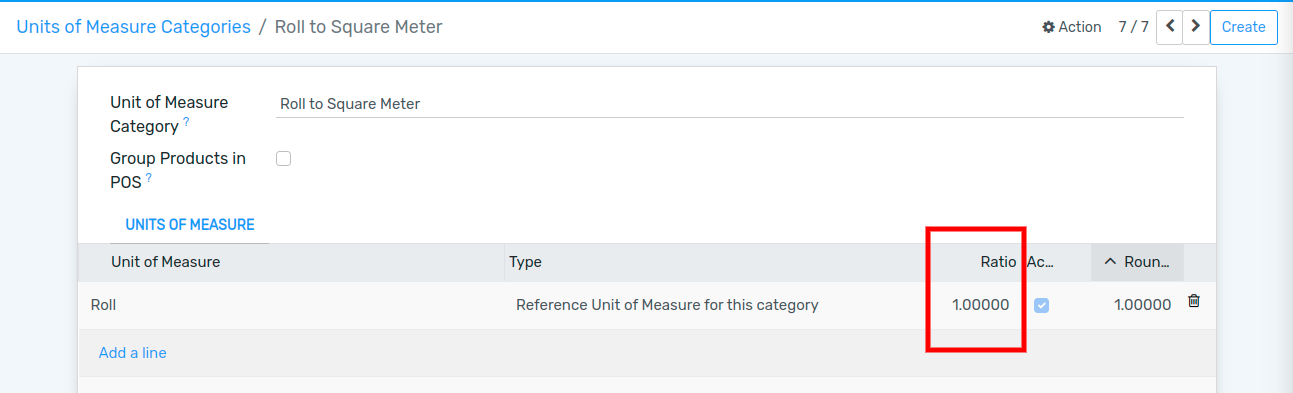 Units of Measure Categories / Roll to Square Meter
Action 7 / 7 Create
Unit of Measure Category ? Roll to Square Meter
Group Products in POS ?
UNITS OF MEASURE
Unit of Measure Type Ratio Ac... Roun...
Roll Reference Unit of Measure for this category 1.00000 1.00000
Add a line